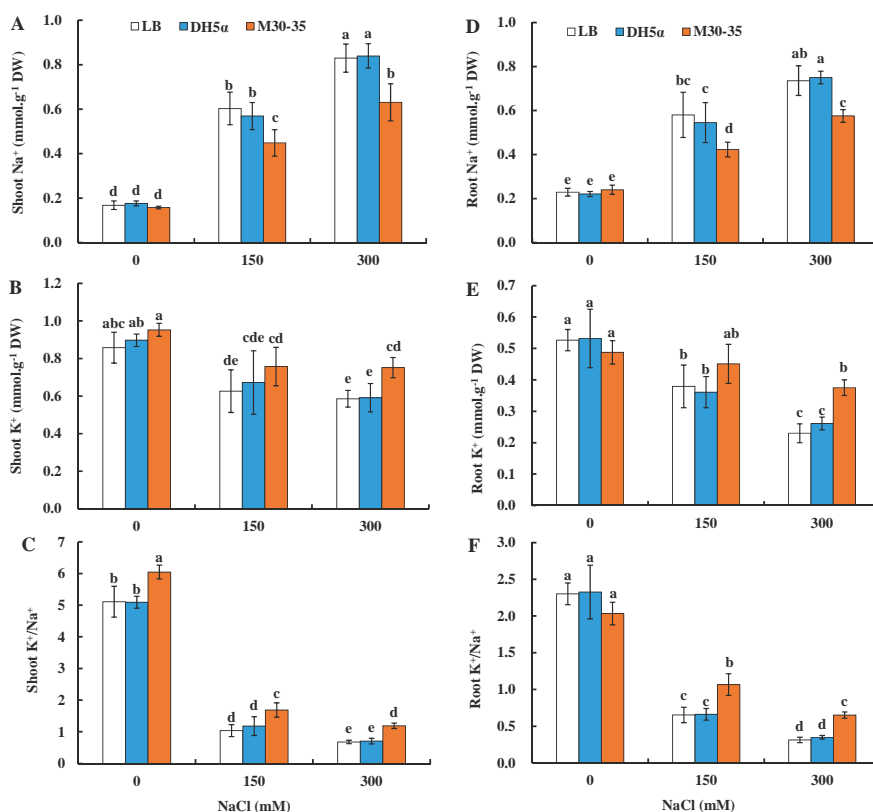 A
LB DH5α M30-35
Shoot Na⁺ (mmol.g⁻¹ DW)
1.0
0.8
0.6
0.4
0.2
0.0
d d d
b b c
a a b
0 150 300
D
LB DH5α M30-35
Root Na⁺ (mmol.g⁻¹ DW)
1.0
0.8
0.6
0.4
0.2
0.0
e e e
bc c d
ab a c
0 150 300
B
Shoot K⁺ (mmol.g⁻¹ DW)
1.2
1.0
0.8
0.6
0.4
0.2
0.0
abc ab a
de cde cd
e e cd
0 150 300
E
Root K⁺ (mmol.g⁻¹ DW)
0.7
0.6
0.5
0.4
0.3
0.2
0.1
0.0
a a a
b b ab
c c b
0 150 300
C
Shoot K⁺/Na⁺
7
6
5
4
3
2
1
0
b b a
d d c
e e d
0 150 300
NaCl (mM)
F
Root K⁺/Na⁺
3.0
2.5
2.0
1.5
1.0
0.5
0.0
a a a
c c b
d d c
0 150 300
NaCl (mM)